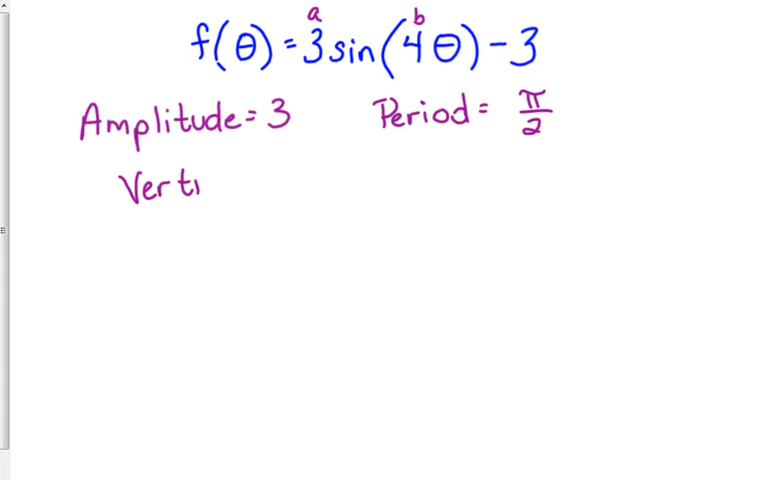 a b
f(θ) = 3 sin(4θ) - 3
Amplitude = 3 Period = π/2
Verti